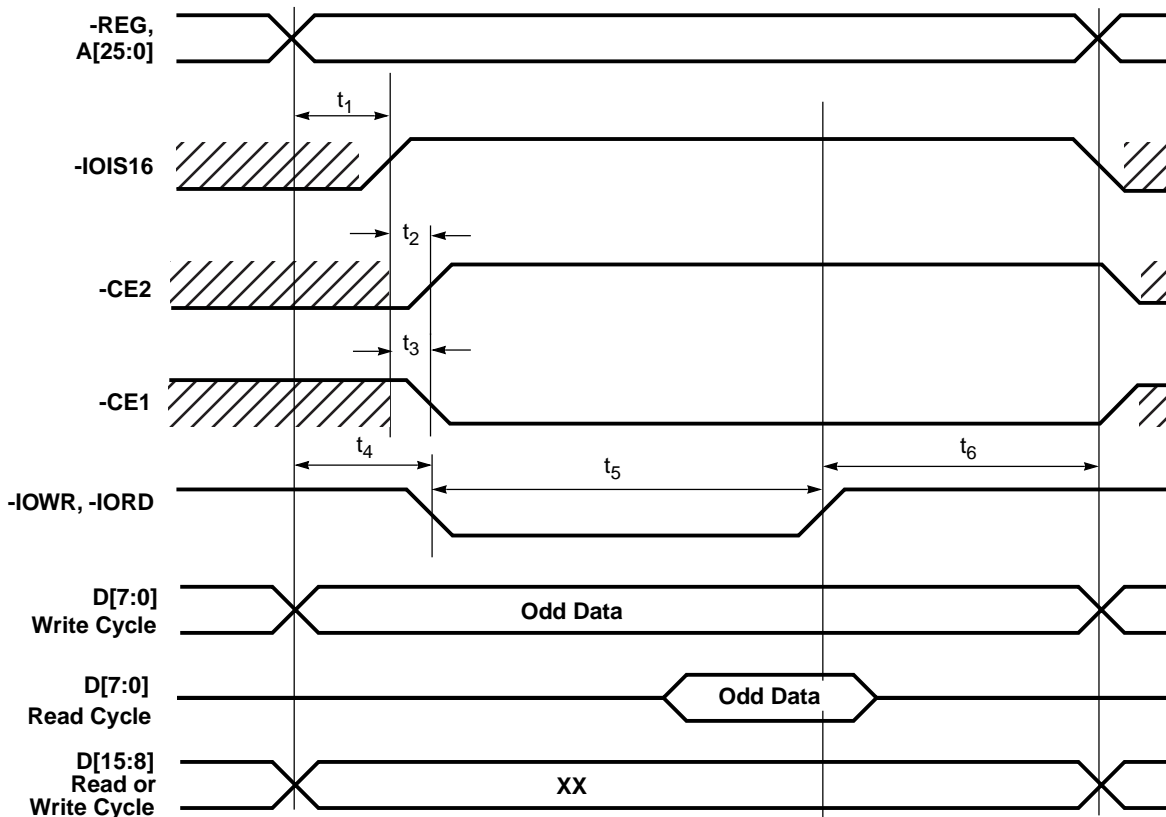 -REG,
A[25:0]
t1
-IOIS16
t2
-CE2
t3
-CE1
t4
t5
t6
-IOWR, -IORD
D[7:0]
Write Cycle
Odd Data
D[7:0]
Read Cycle
Odd Data
D[15:8]
Read or
Write Cycle
XX